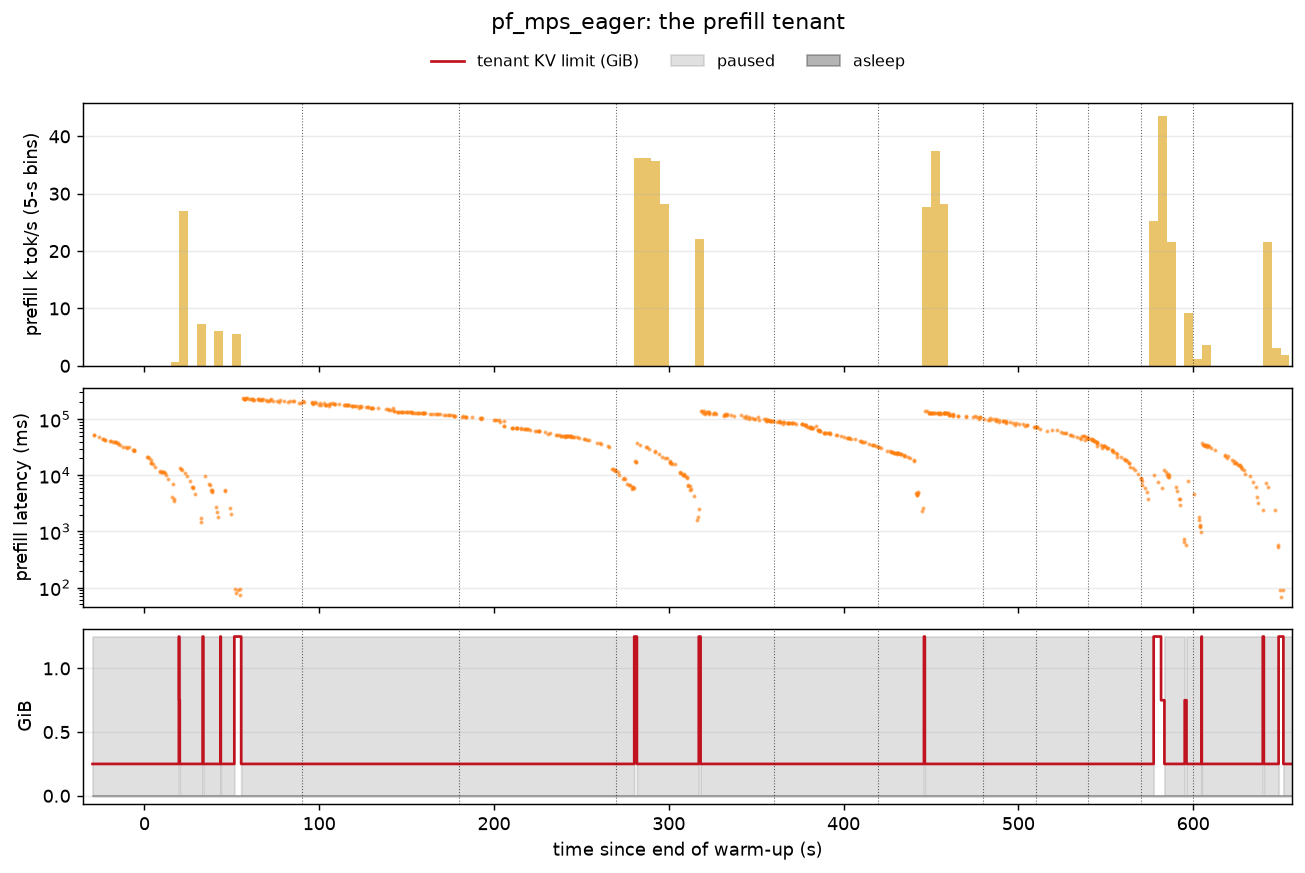 pf_mps_eager: the prefill tenant
tenant KV limit (GiB) paused asleep
prefill k tok/s (5-s bins)
40
30
20
10
0
prefill latency (ms)
10⁵
10⁴
10³
10²
GiB
1.0
0.5
0.0
0 100 200 300 400 500 600
time since end of warm-up (s)